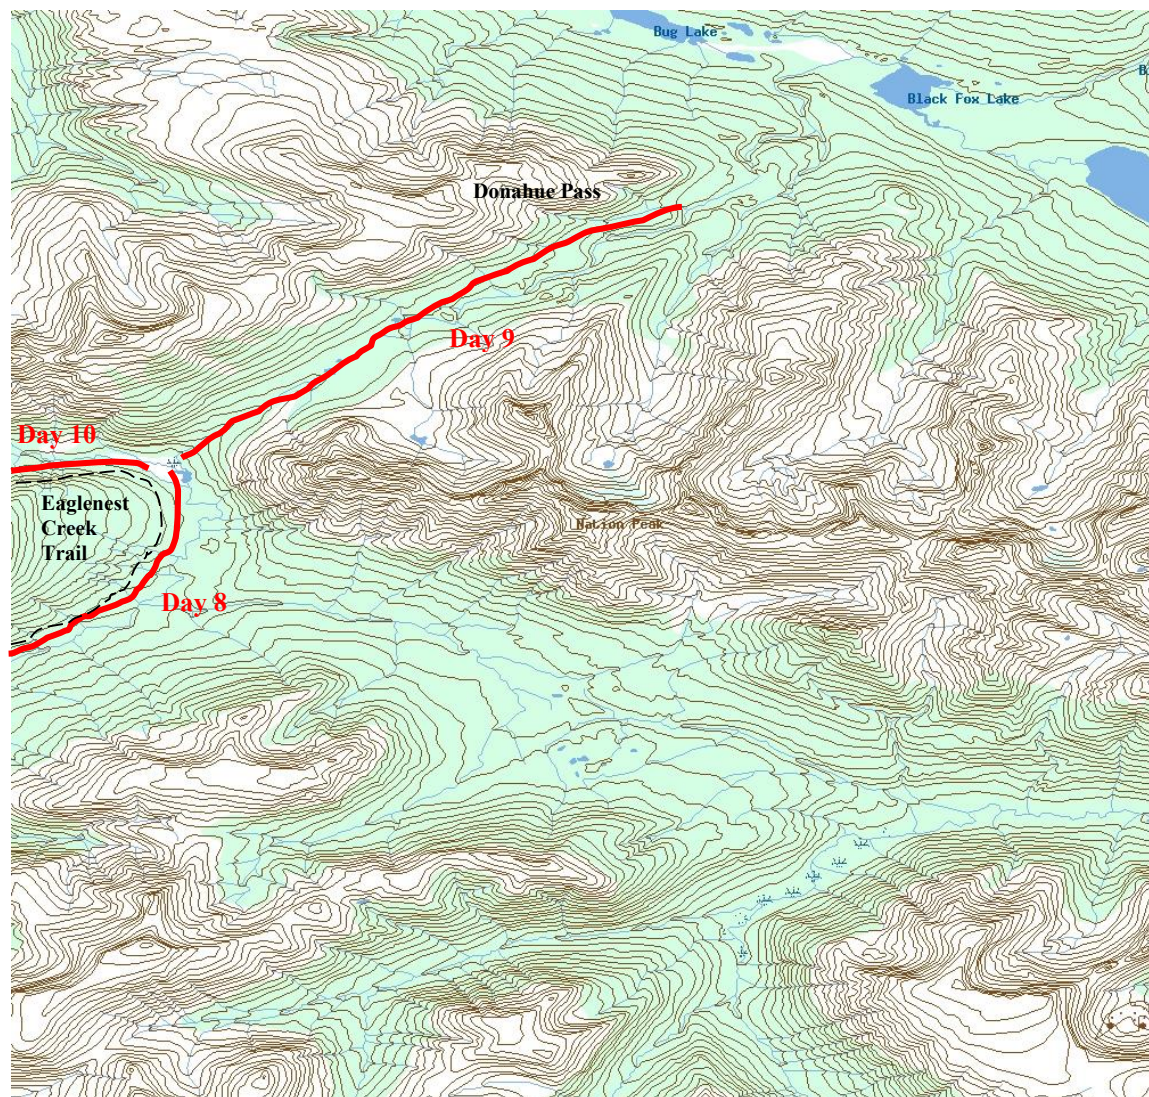 Bug Lake
B
Black Fox Lake
Donahue Pass
Day 9
Day 10
Eaglenest
Creek
Trail
Nation Peak
Day 8